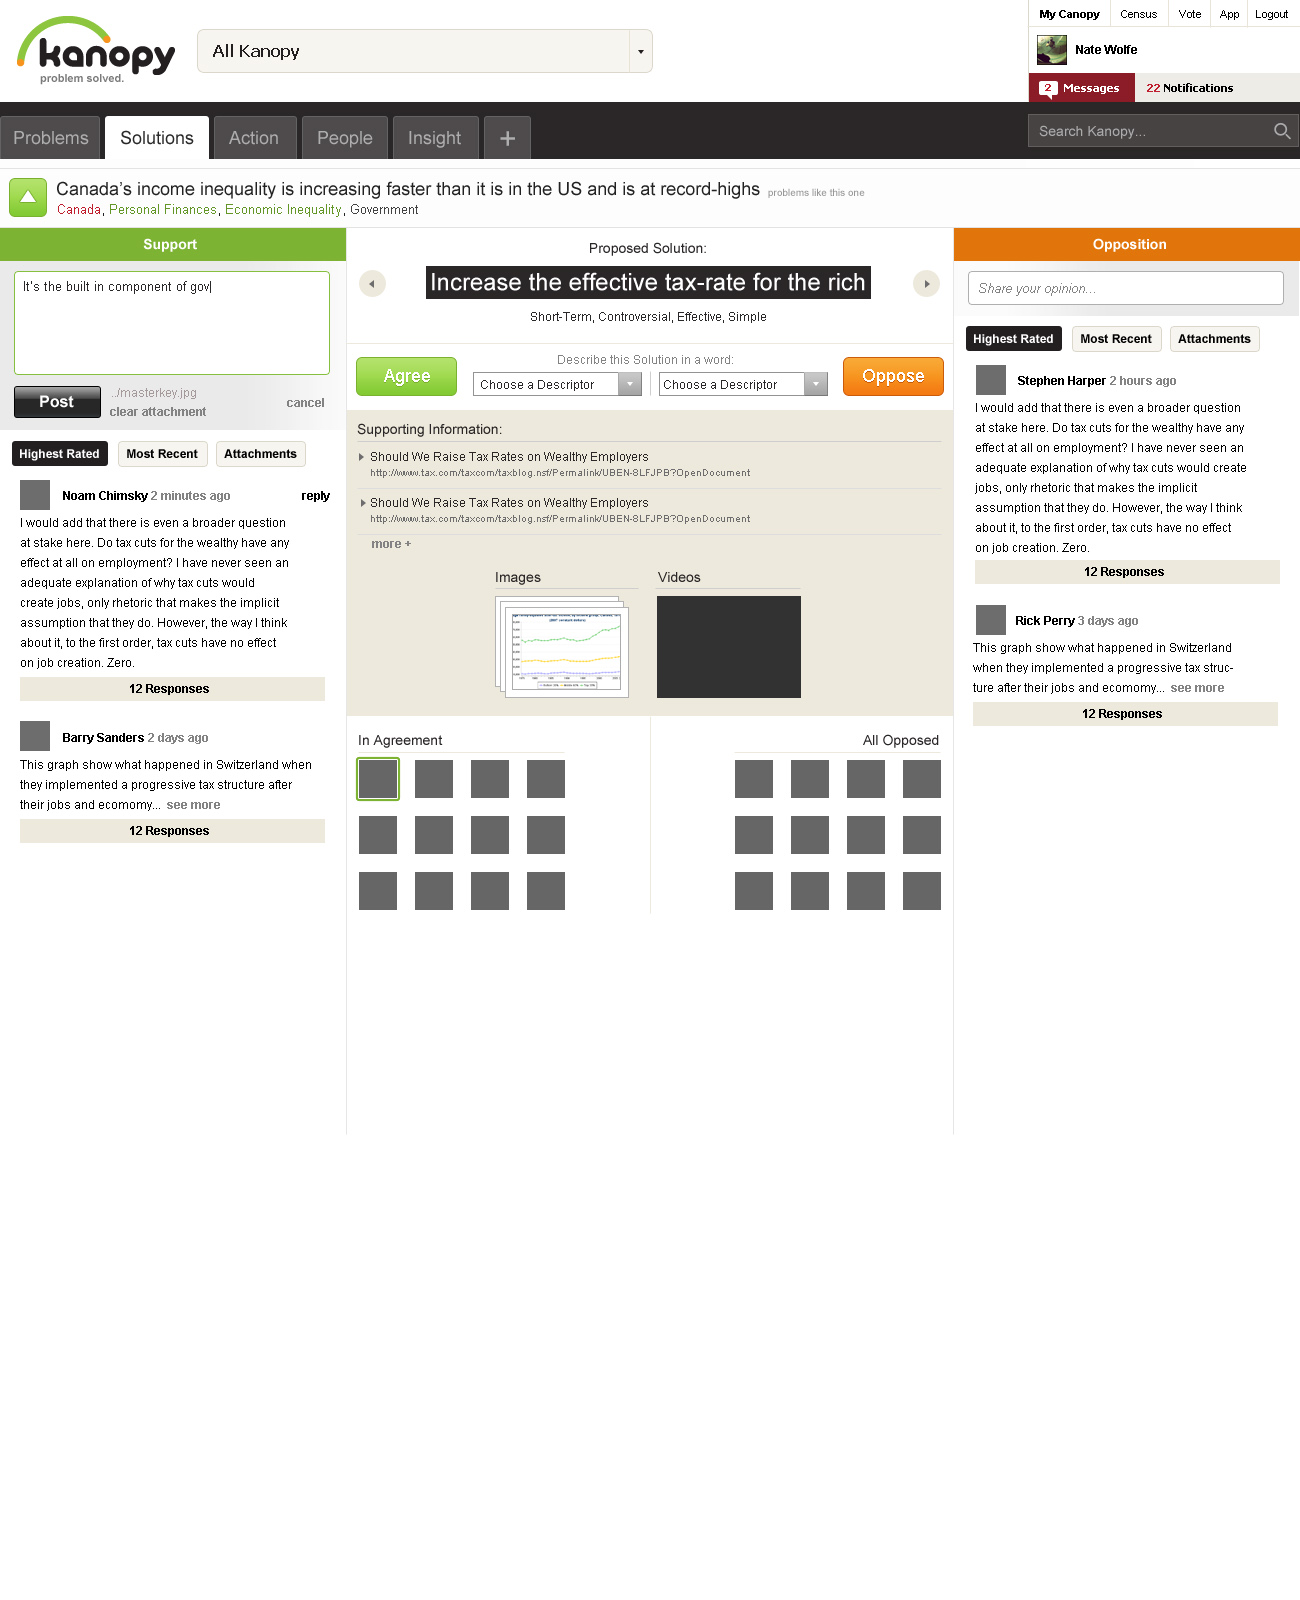 kanopy
problem solved.
All Kanopy
My Canopy
Census
Vote
App
Logout
Nate Wolfe
2 Messages
22 Notifications
Problems
Solutions
Action
People
Insight
+
Search Kanopy...
Canada's income inequality is increasing faster than it is in the US and is at record-highs problems like this one
Canada, Personal Finances, Economic Inequality, Government
Support
It's the built in component of gov
Post
../masterkey.jpg
clear attachment
cancel
Highest Rated
Most Recent
Attachments
Noam Chimsky 2 minutes ago
reply
I would add that there is even a broader question
at stake here. Do tax cuts for the wealthy have any
effect at all on employment? I have never seen an
adequate explanation of why tax cuts would
create jobs, only rhetoric that makes the implicit
assumption that they do. However, the way I think
about it, to the first order, tax cuts have no effect
on job creation. Zero.
12 Responses
Barry Sanders 2 days ago
This graph show what happened in Switzerland when
they implemented a progressive tax structure after
their jobs and ecomomy... see more
12 Responses
Proposed Solution:
Increase the effective tax-rate for the rich
Short-Term, Controversial, Effective, Simple
Agree
Describe this Solution in a word:
Choose a Descriptor
Choose a Descriptor
Oppose
Supporting Information:
Should We Raise Tax Rates on Wealthy Employers
http://www.tax.com/taxcom/taxblog.nsf/Permalink/UBEN-8LFJPB?OpenDocument
Should We Raise Tax Rates on Wealthy Employers
http://www.tax.com/taxcom/taxblog.nsf/Permalink/UBEN-8LFJPB?OpenDocument
more +
Images
Videos
In Agreement
All Opposed
Opposition
Share your opinion...
Highest Rated
Most Recent
Attachments
Stephen Harper 2 hours ago
I would add that there is even a broader question
at stake here. Do tax cuts for the wealthy have any
effect at all on employment? I have never seen an
adequate explanation of why tax cuts would create
jobs, only rhetoric that makes the implicit
assumption that they do. However, the way I think
about it, to the first order, tax cuts have no effect
on job creation. Zero.
12 Responses
Rick Perry 3 days ago
This graph show what happened in Switzerland
when they implemented a progressive tax struc-
ture after their jobs and ecomomy... see more
12 Responses